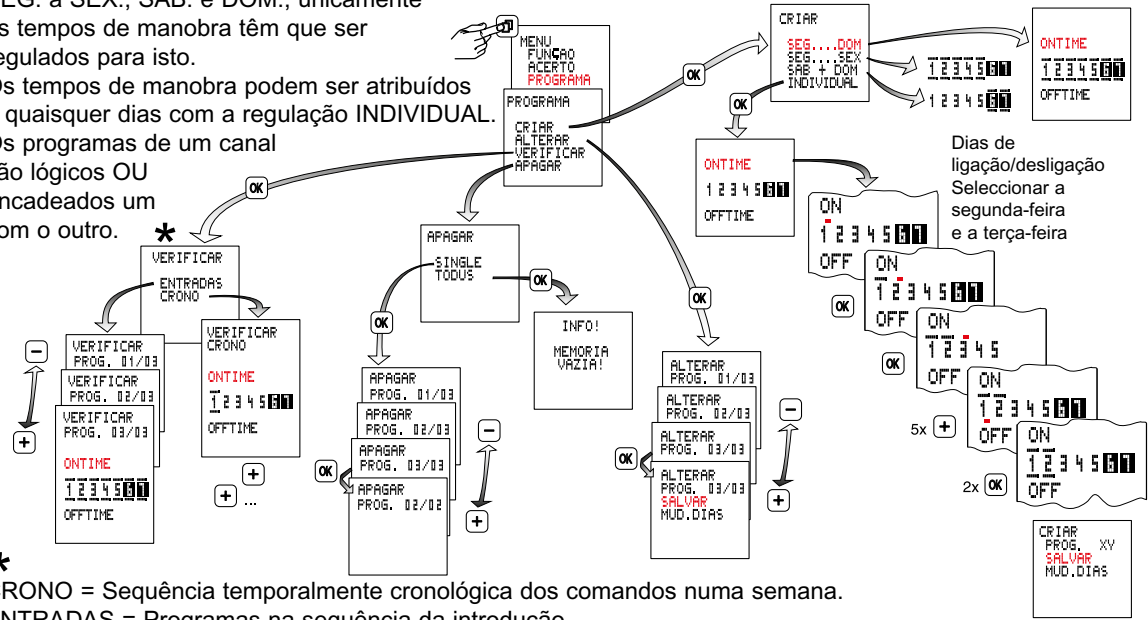 SEG. a SEX., SAB. e DOM., unicamente
os tempos de manobra têm que ser
regulados para isto.
Os tempos de manobra podem ser atribuídos
quaisquer dias com a regulação INDIVIDUAL.
Os programas de um canal
são lógicos OU
encadeados um
com o outro.
MENU
FUNÇAO
ACERTO
PROGRAMA
PROGRAMA
CRIAR
ALTERAR
VERIFICAR
APAGAR
OK
CRIAR
SEG....DOM
SEG....SEX
SAB + DOM
INDIVIDUAL
1 2 3 4 5 6 7
1 2 3 4 5 6 7
ONTIME
1 2 3 4 5 6 7
OFFTIME
OK
ONTIME
1 2 3 4 5 6 7
OFFTIME
Dias de
ligação/desligação
Seleccionar a
segunda-feira
e a terça-feira
ON
1 2 3 4 5 6 7
OFF
OK
ON
1 2 3 4 5 6 7
OFF
OK
ON
1 2 3 4 5
OFF
5x +
ON
1 2 3 4 5 6 7
OFF
2x OK
ON
1 2 3 4 5 6 7
OFF
CRIAR
PROG. XY
SALVAR
MUD.DIAS
OK
*
VERIFICAR
ENTRADAS
CRONO
VERIFICAR
PROG. 01/03
VERIFICAR
PROG. 02/03
VERIFICAR
PROG. 03/03
ONTIME
1 2 3 4 5 6 7
OFFTIME
−
+
VERIFICAR
CRONO
ONTIME
1 2 3 4 5 6 7
OFFTIME
+
+ ...
APAGAR
SINGLE
TODUS
OK
OK
INFO!
MEMORIA
VAZIA!
APAGAR
PROG. 01/03
APAGAR
PROG. 02/03
APAGAR
PROG. 03/03
OK
APAGAR
PROG. 02/02
−
+
OK
ALTERAR
PROG. 01/03
ALTERAR
PROG. 02/03
ALTERAR
PROG. 03/03
OK
ALTERAR
PROG. 03/03
SALVAR
MUD.DIAS
−
+
*
CRONO = Sequência temporalmente cronológica dos comandos numa semana.
ENTRADAS = Programas na sequência da introdução